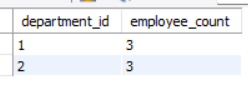 department_id employee_count
1 3
2 3